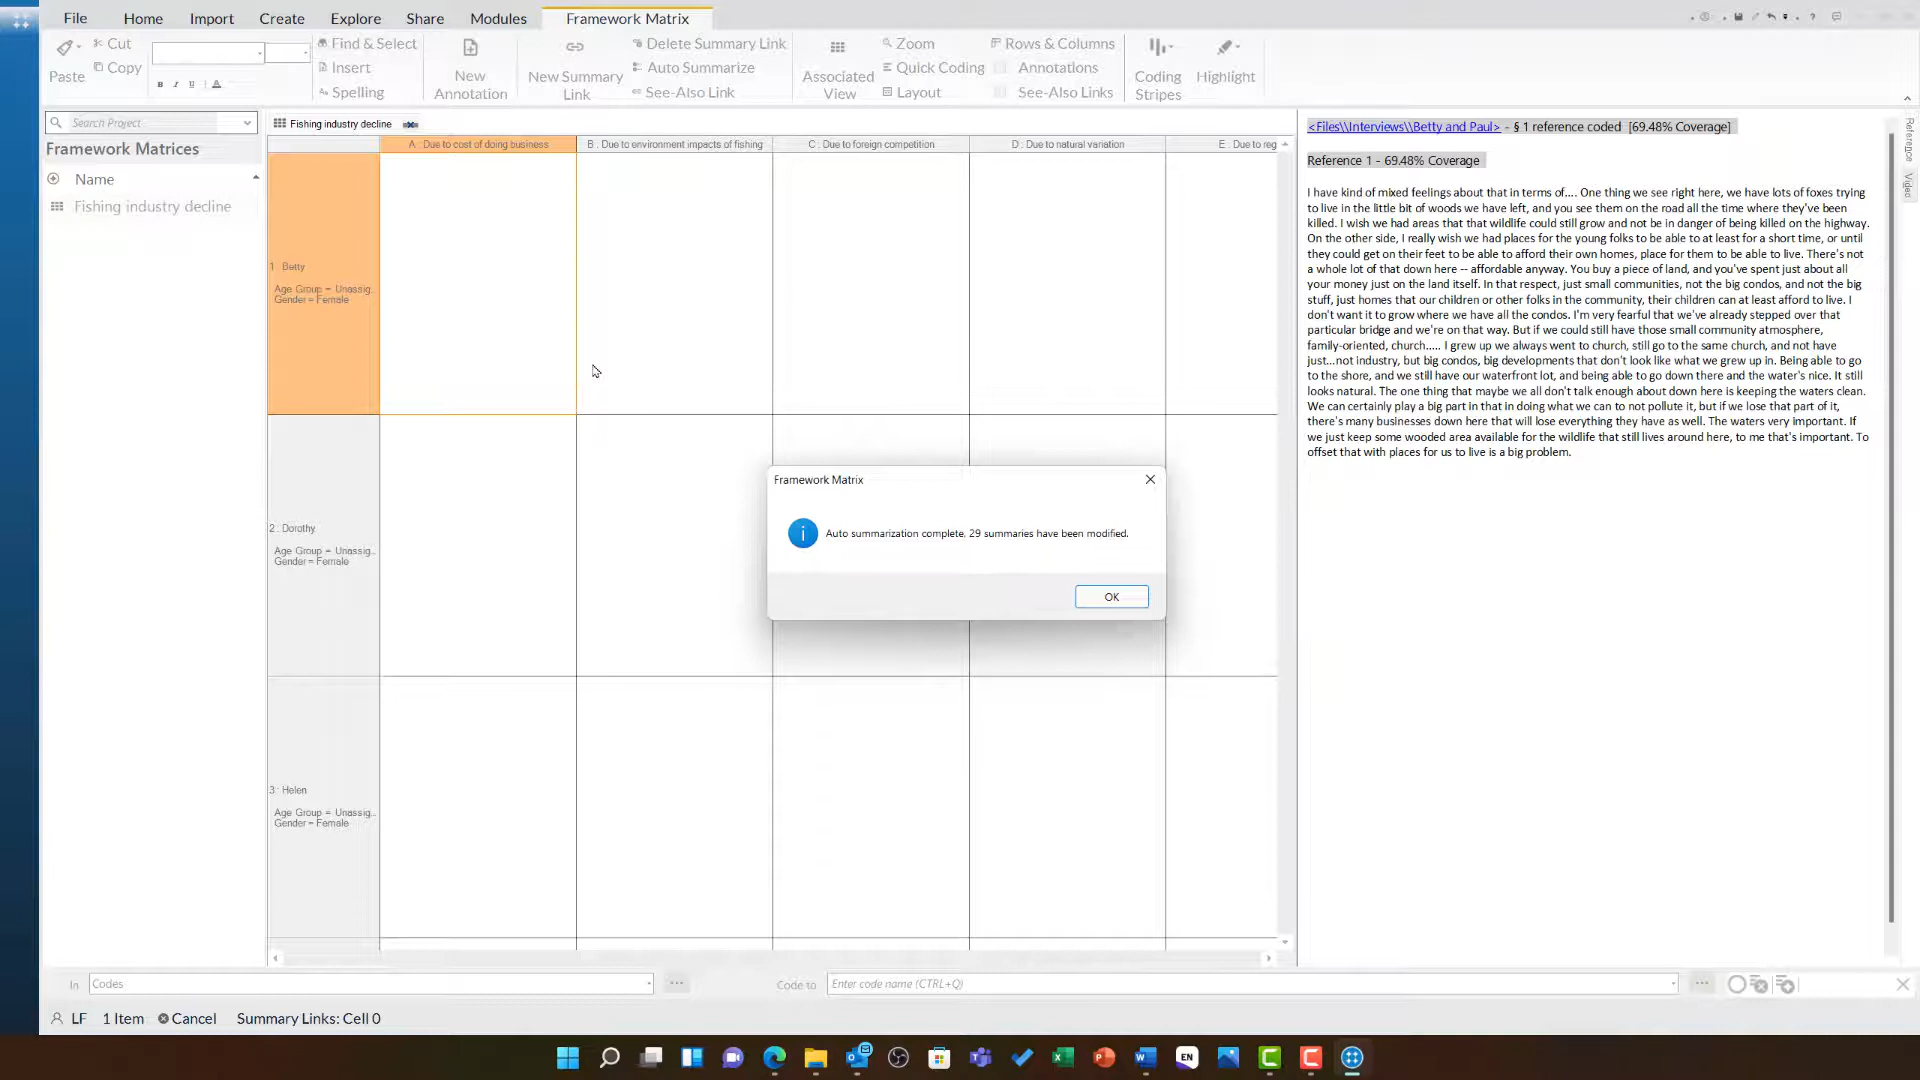 File Home Import Create Explore Share Modules Framework Matrix
Paste
Cut
Copy
B I U A
Find & Select
Insert
Spelling
New
Annotation
New Summary
Link
Delete Summary Link
Auto Summarize
See-Also Link
Associated
View
Zoom
Quick Coding
Layout
Rows & Columns
Annotations
See-Also Links
Coding
Stripes
Highlight
Search Project
Framework Matrices
Name
Fishing industry decline
Fishing industry decline
A : Due to cost of doing business
B : Due to environment impacts of fishing
C : Due to foreign competition
D : Due to natural variation
E : Due to reg
1 : Betty
Age Group = Unassig...
Gender = Female
2 : Dorothy
Age Group = Unassig...
Gender = Female
3 : Helen
Age Group = Unassig...
Gender = Female
Framework Matrix
Auto summarization complete, 29 summaries have been modified.
OK
<Files\\Interviews\\Betty and Paul> - § 1 reference coded [69.48% Coverage]
Reference 1 - 69.48% Coverage
I have kind of mixed feelings about that in terms of.... One thing we see right here, we have lots of foxes trying
to live in the little bit of woods we have left, and you see them on the road all the time where they've been
killed. I wish we had areas that that wildlife could still grow and not be in danger of being killed on the highway.
On the other side, I really wish we had places for the young folks to be able to at least for a short time, or until
they could get on their feet to be able to afford their own homes, place for them to be able to live. There's not
a whole lot of that down here -- affordable anyway. You buy a piece of land, and you've spent just about all
your money just on the land itself. In that respect, just small communities, not the big condos, and not the big
stuff, just homes that our children or other folks in the community, their children can at least afford to live. I
don't want it to grow where we have all the condos. I'm very fearful that we've already stepped over that
particular bridge and we're on that way. But if we could still have those small community atmosphere,
family-oriented, church..... I grew up we always went to church, still go to the same church, and not have
just...not industry, but big condos, big developments that don't look like what we grew up in. Being able to go
to the shore, and we still have our waterfront lot, and being able to go down there and the water's nice. It still
looks natural. The one thing that maybe we all don't talk enough about down here is keeping the waters clean.
We can certainly play a big part in that in doing what we can to not pollute it, but if we lose that part of it,
there's many businesses down here that will lose everything they have as well. The waters very important. If
we just keep some wooded area available for the wildlife that still lives around here, to me that's important. To
offset that with places for us to live is a big problem.
Reference
Video
In Codes
Code to Enter code name (CTRL+Q)
LF 1 Item Cancel Summary Links: Cell 0
EN